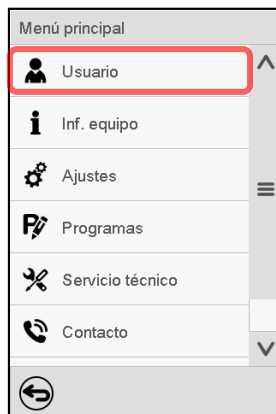 Menú principal
Usuario
Inf. equipo
Ajustes
Programas
Servicio técnico
Contacto